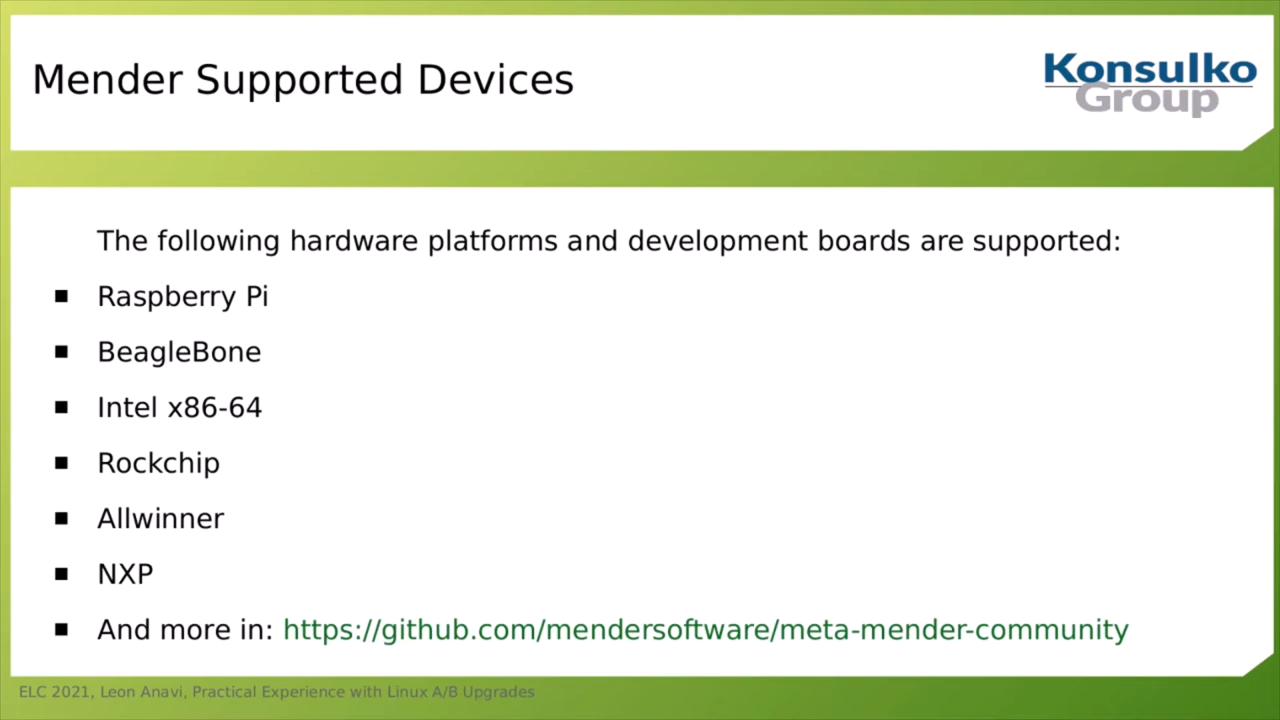 Mender Supported Devices
Konsulko
Group
The following hardware platforms and development boards are supported:
Raspberry Pi
BeagleBone
Intel x86-64
Rockchip
Allwinner
NXP
And more in: https://github.com/mendersoftware/meta-mender-community
ELC 2021, Leon Anavi, Practical Experience with Linux A/B Upgrades